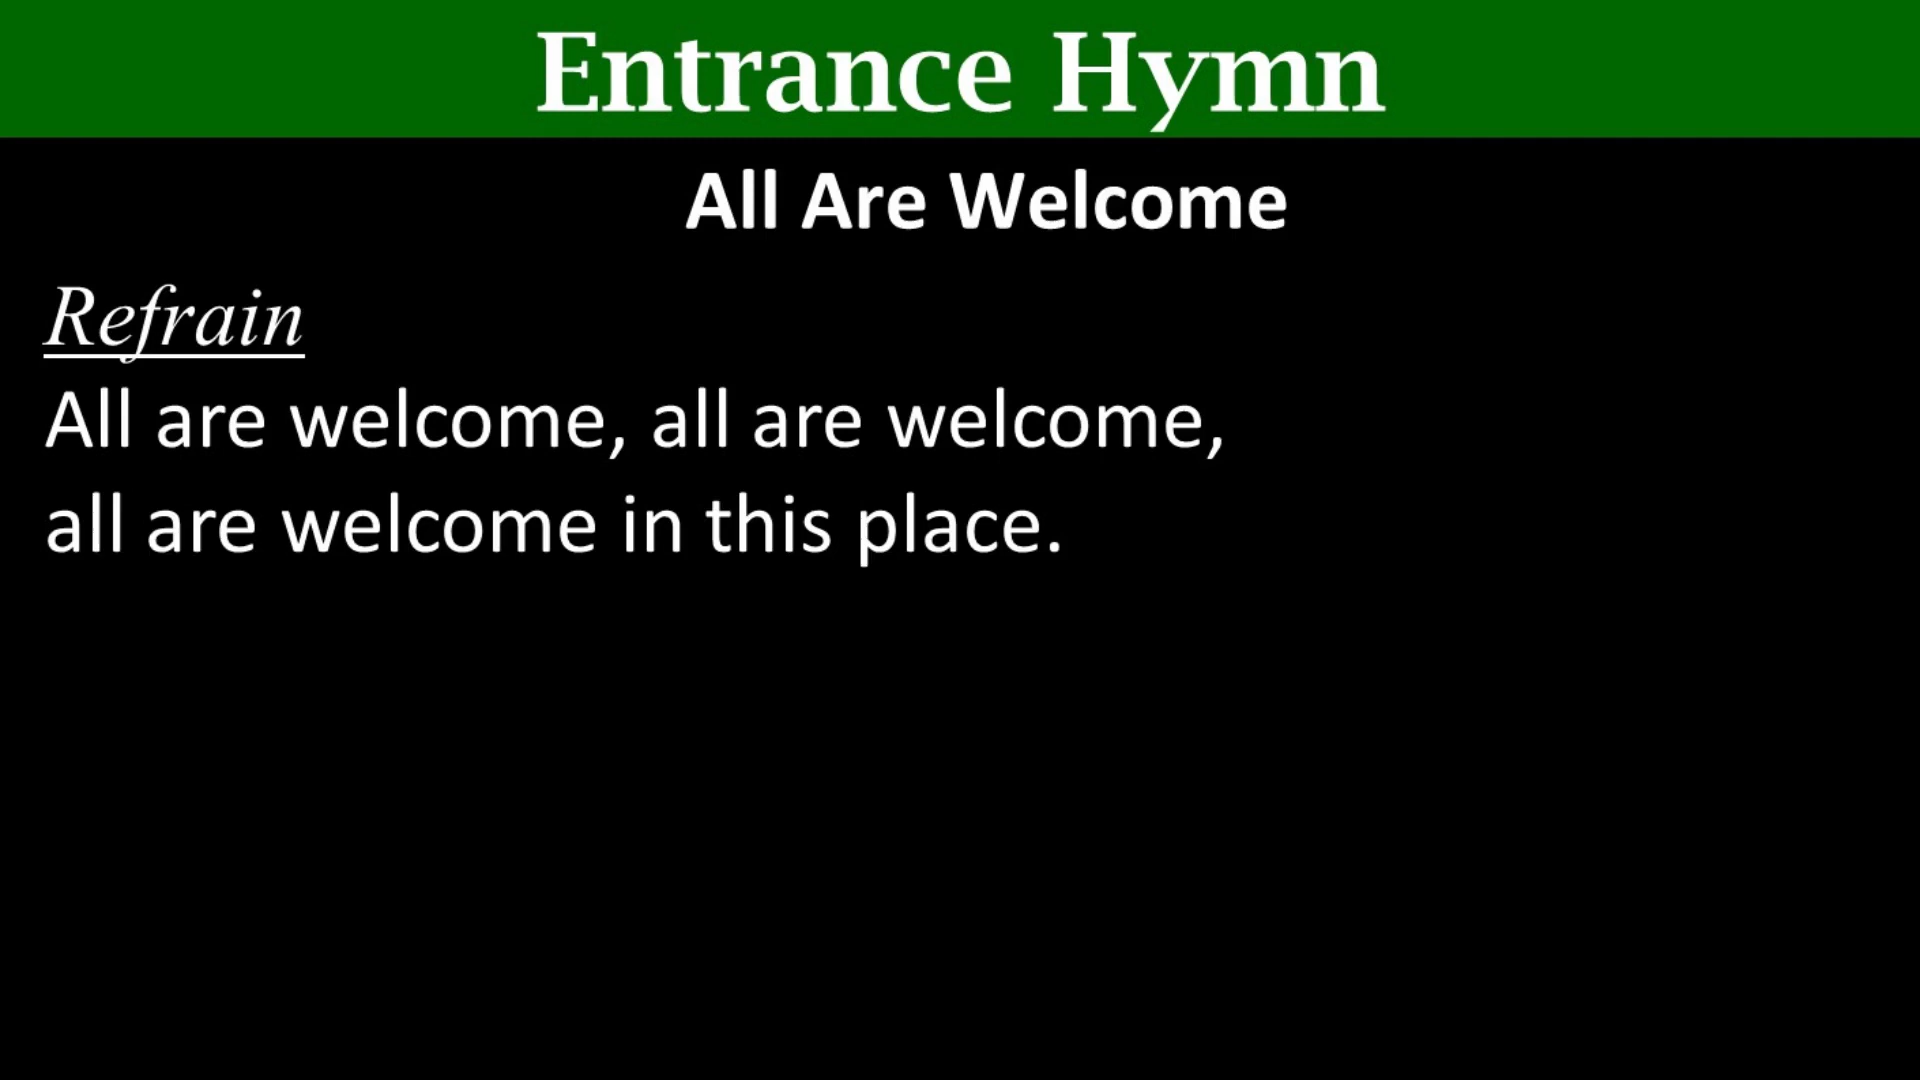 Entrance Hymn
All Are Welcome
Refrain
All are welcome, all are welcome,
all are welcome in this place.